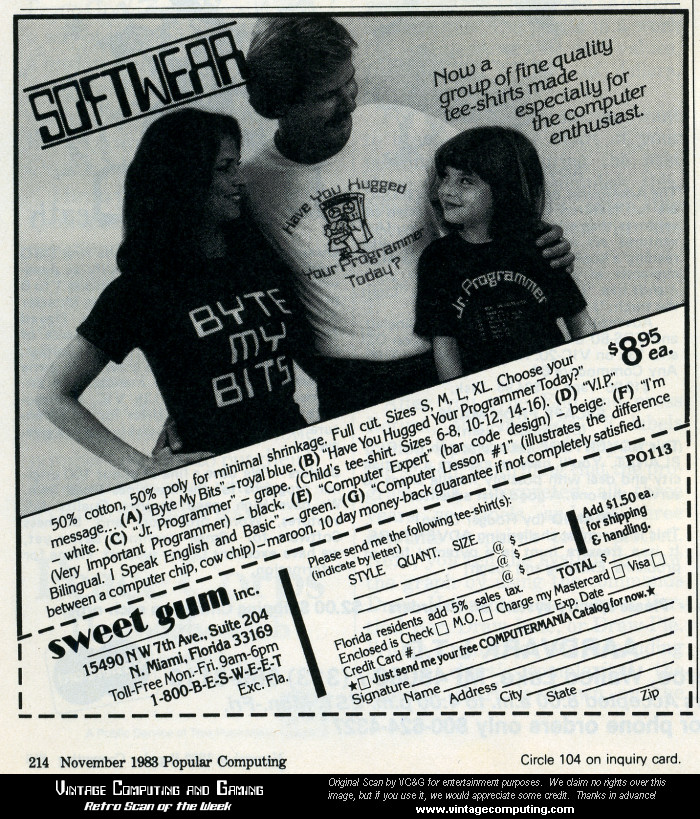 SOFTWEAR
Now a
group of fine quality
tee-shirts made
especially for
the computer
enthusiast.
Have You Hugged
Your Programmer
Today?
BYTE
MY
BITS
Jr. Programmer
$8.95 ea.
50% cotton, 50% poly for minimal shrinkage. Full cut. Sizes S, M, L, XL. Choose your
message... (A) "Byte My Bits" – royal blue. (B) "Have You Hugged Your Programmer Today?"
– white. (C) "Jr. Programmer" – grape. (Child's tee-shirt. Sizes 6-8, 10-12, 14-16). (D) "V.I.P."
(Very Important Programmer) – black. (E) "Computer Expert" (bar code design) – beige. (F) "I'm
Bilingual. I Speak English and Basic" – green. (G) "Computer Lesson #1" (illustrates the difference
between a computer chip, cow chip) – maroon. 10 day money-back guarantee if not completely satisfied.
PO113
sweet gum inc.
15490 N W 7th Ave., Suite 204
N. Miami, Florida 33169
Toll-Free Mon.-Fri. 9am-6pm
1-800-B-E-S-W-E-E-T
Exc. Fla.
Please send me the following tee-shirt(s):
(indicate by letter)
STYLE QUANT. SIZE
@ $
@ $
@ $
Add $1.50 ea.
for shipping
& handling.
Florida residents add 5% sales tax. TOTAL $
Enclosed is Check □ M.O. □ Charge my Mastercard □ Visa □
Credit Card # Exp. Date
★□ Just send me your free COMPUTERMANIA Catalog for now.★
Signature
Name
Address
City State Zip
214 November 1983 Popular Computing
Circle 104 on inquiry card.
Vintage Computing and Gaming
Retro Scan of the Week
Original Scan by VC&G for entertainment purposes. We claim no rights over this
image, but if you use it, we would appreciate some credit. Thanks in advance!
www.vintagecomputing.com